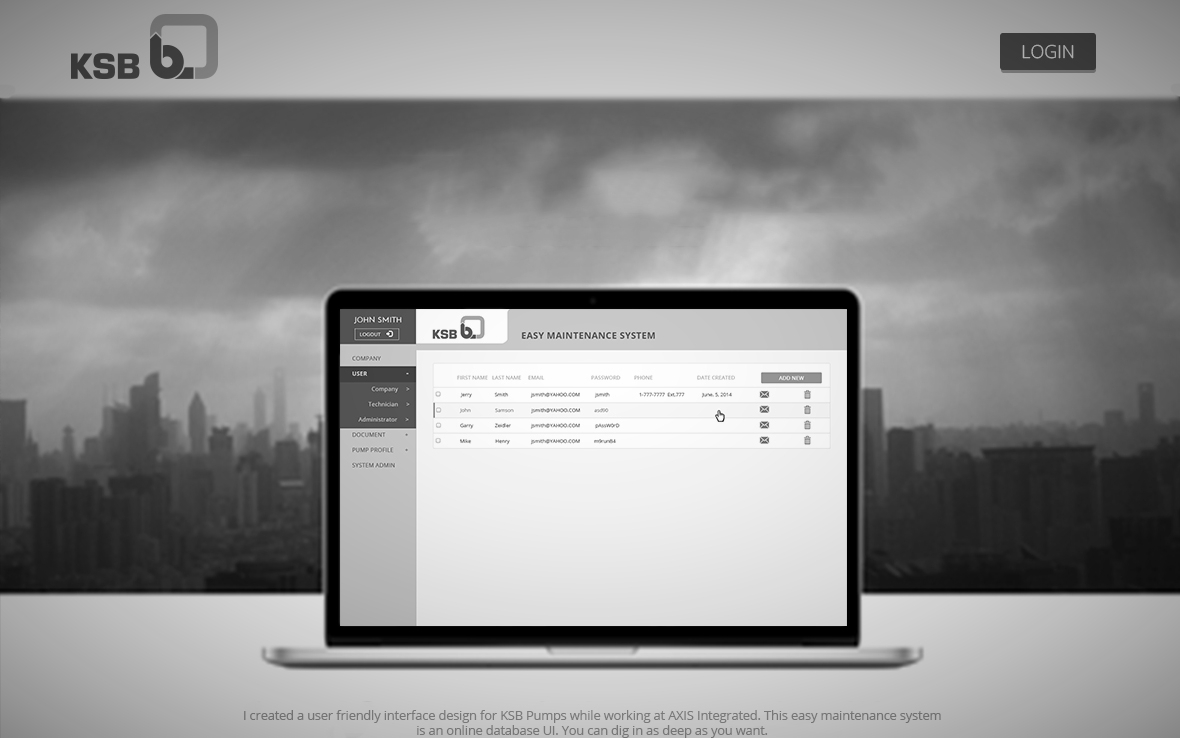 KSB b
LOGIN
JOHN SMITH
LOGOUT
KSB b
EASY MAINTENANCE SYSTEM
COMPANY
USER
Company >
Technician >
Administrator >
DOCUMENT
PUMP PROFILE
SYSTEM ADMIN
FIRST NAME LAST NAME EMAIL PASSWORD PHONE DATE CREATED ADD NEW
Jerry Smith jsmith@YAHOO.COM Jsmith 1-777-7777 Ext.777 June. 5, 2014
John Samson jsmith@YAHOO.COM asd90
Garry Zeidler jsmith@YAHOO.COM pAssW0rD
Mike Henry jsmith@YAHOO.COM
I created a user friendly interface design for KSB Pumps while working at AXIS Integrated. This easy maintenance system
is an online database UI. You can dig in as deep as you want.